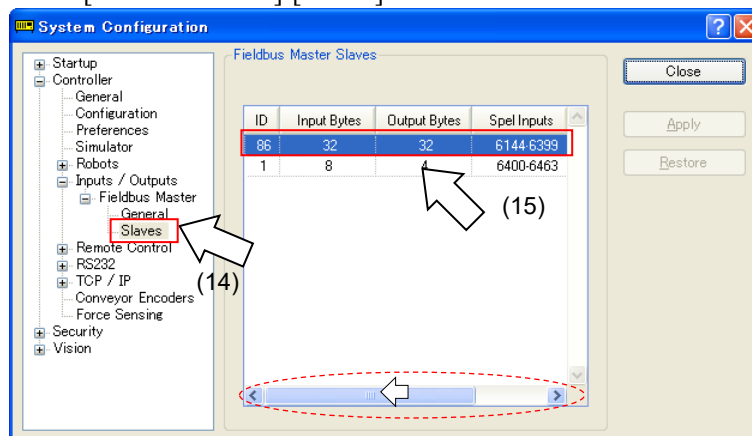 System Configuration
Startup
Controller
General
Configuration
Preferences
Simulator
Robots
Inputs / Outputs
Fieldbus Master
General
Slaves
Remote Control
RS232
TCP / IP
Conveyor Encoders
Force Sensing
Security
Vision
(14)
Fieldbus Master Slaves
ID Input Bytes Output Bytes Spel Inputs
86 32 32 6144-6399
1 8 4 6400-6463
(15)
Close
Apply
Restore